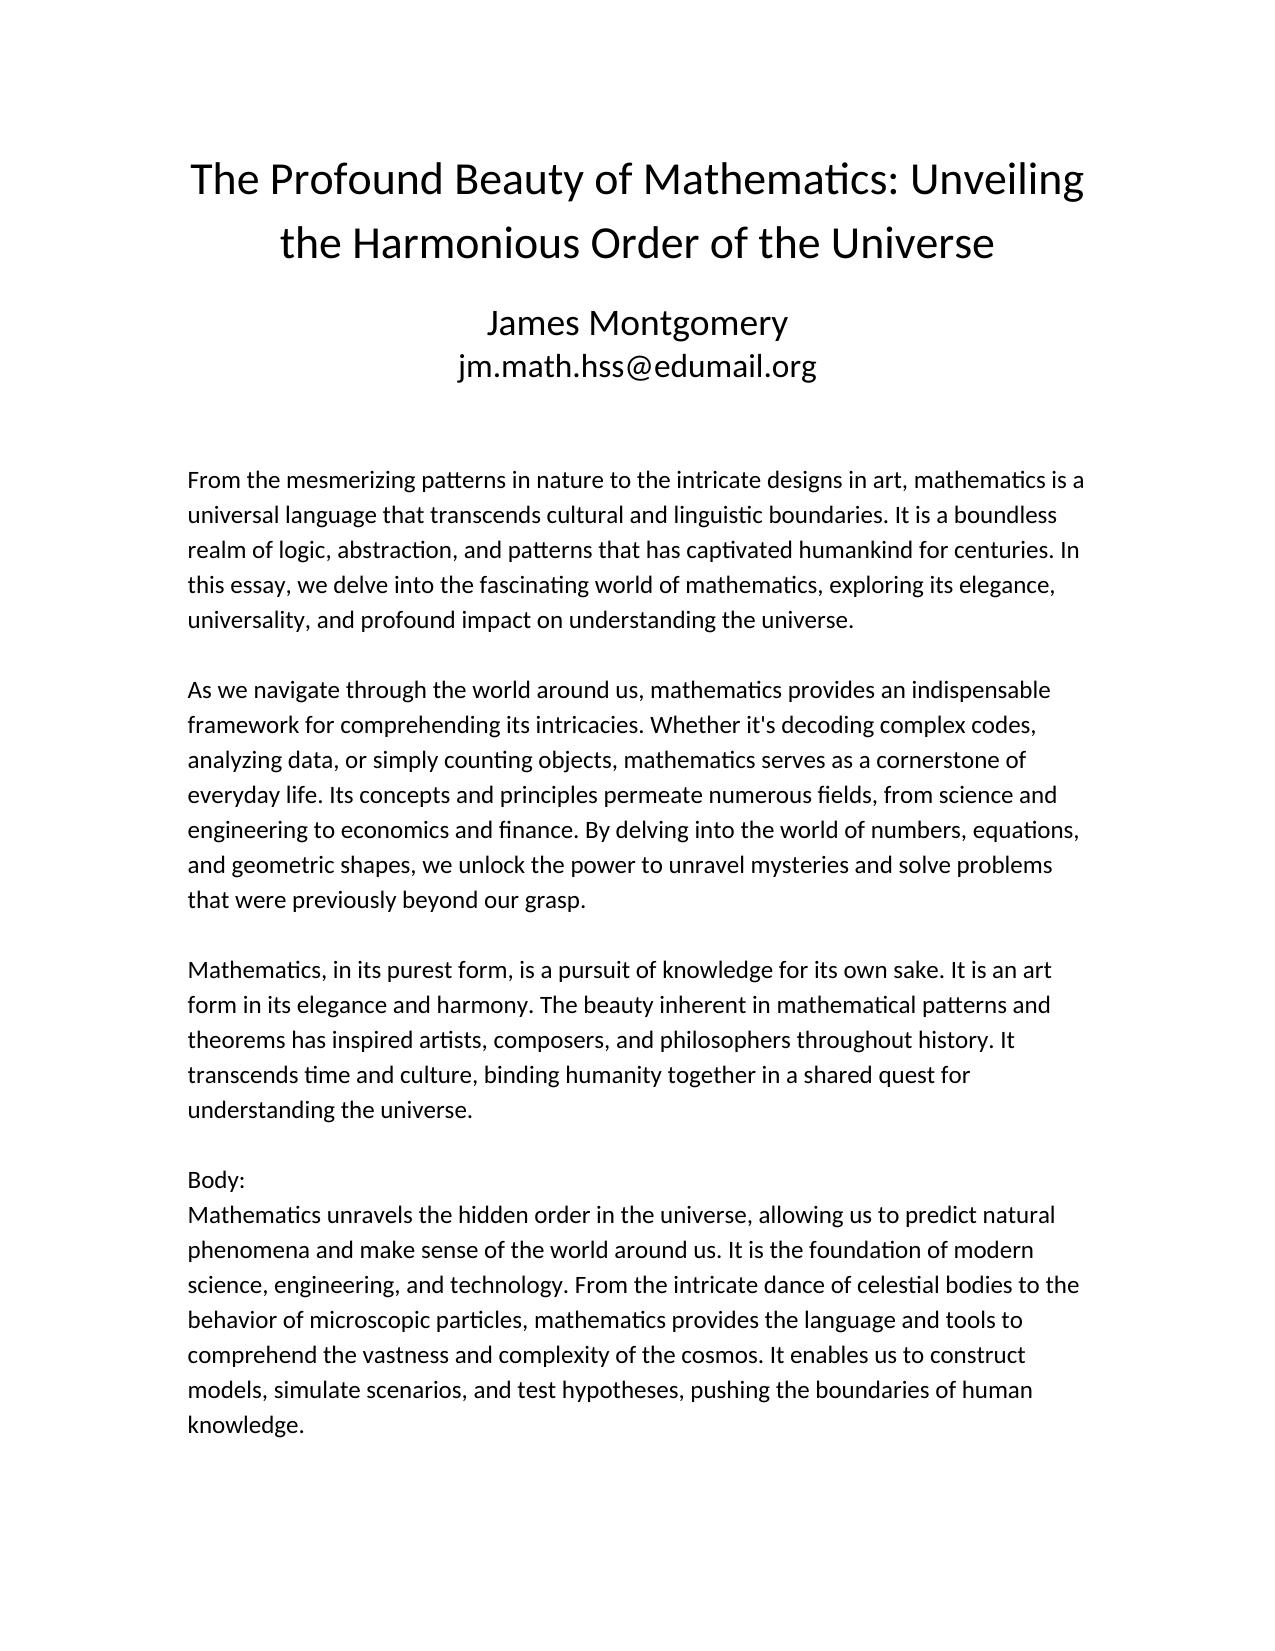 The Profound Beauty of Mathematics: Unveiling
the Harmonious Order of the Universe
James Montgomery
jm.math.hss@edumail.org
From the mesmerizing patterns in nature to the intricate designs in art, mathematics is a
universal language that transcends cultural and linguistic boundaries. It is a boundless
realm of logic, abstraction, and patterns that has captivated humankind for centuries. In
this essay, we delve into the fascinating world of mathematics, exploring its elegance,
universality, and profound impact on understanding the universe.
As we navigate through the world around us, mathematics provides an indispensable
framework for comprehending its intricacies. Whether it's decoding complex codes,
analyzing data, or simply counting objects, mathematics serves as a cornerstone of
everyday life. Its concepts and principles permeate numerous fields, from science and
engineering to economics and finance. By delving into the world of numbers, equations,
and geometric shapes, we unlock the power to unravel mysteries and solve problems
that were previously beyond our grasp.
Mathematics, in its purest form, is a pursuit of knowledge for its own sake. It is an art
form in its elegance and harmony. The beauty inherent in mathematical patterns and
theorems has inspired artists, composers, and philosophers throughout history. It
transcends time and culture, binding humanity together in a shared quest for
understanding the universe.
Body:
Mathematics unravels the hidden order in the universe, allowing us to predict natural
phenomena and make sense of the world around us. It is the foundation of modern
science, engineering, and technology. From the intricate dance of celestial bodies to the
behavior of microscopic particles, mathematics provides the language and tools to
comprehend the vastness and complexity of the cosmos. It enables us to construct
models, simulate scenarios, and test hypotheses, pushing the boundaries of human
knowledge.